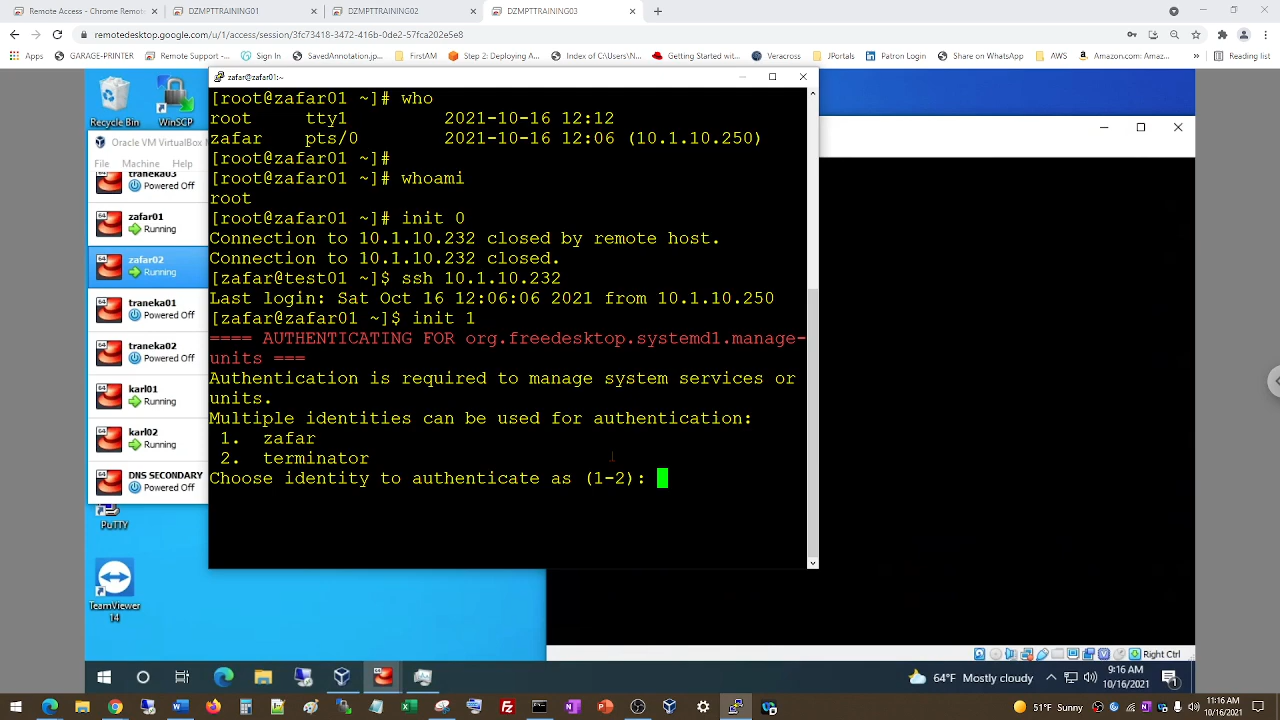 Remote Access - Chrome Remote
DZMPTTRAINING01
DZMPTTRAINING02
DZMPTTRAINING03
remotedesktop.google.com/u/1/access/session/3fc73418-3472-416b-0de2-57fca202e5e8
Apps
GARAGE-PRINTER
Remote Support -...
SavedAnnotation.jp...
FirstAM
Step 2: Deploying A...
Index of C:\Users\N...
Getting Started Wit...
Veracross
JPortals
Linked In Patron
Share on WhatsApp
AWS
Amazon.com
»
Reading list
Recycle Bin
WinSCP
zafar@zafar01:~
[root@zafar01 ~]# who
root tty1 2021-10-16 12:12
zafar pts/0 2021-10-16 12:06 (10.1.10.250)
[root@zafar01 ~]#
[root@zafar01 ~]# whoami
root
[root@zafar01 ~]# init 0
Connection to 10.1.10.232 closed by remote host.
Connection to 10.1.10.232 closed.
[zafar@test01 ~]$ ssh 10.1.10.232
Last login: Sat Oct 16 12:06:06 2021 from 10.1.10.250
[zafar@zafar01 ~]$ init 1
==== AUTHENTICATING FOR org.freedesktop.systemd1.manage-
units ===
Authentication is required to manage system services or
units.
Multiple identities can be used for authentication:
1. zafar
2. terminator
Choose identity to authenticate as (1-2):
Oracle VM VirtualBox
File Machine Help
traneka03
Powered Off
zafar01
Running
zafar02
Running
traneka01
Powered Off
traneka02
Powered Off
karl01
Running
karl02
Running
DNS SECONDARY
Powered Off
PuTTY
TeamViewer
14
Right Ctrl
64°F Mostly cloudy
9:16 AM
10/16/2021
51°F Sunny
11:16 AM
10/16/2021